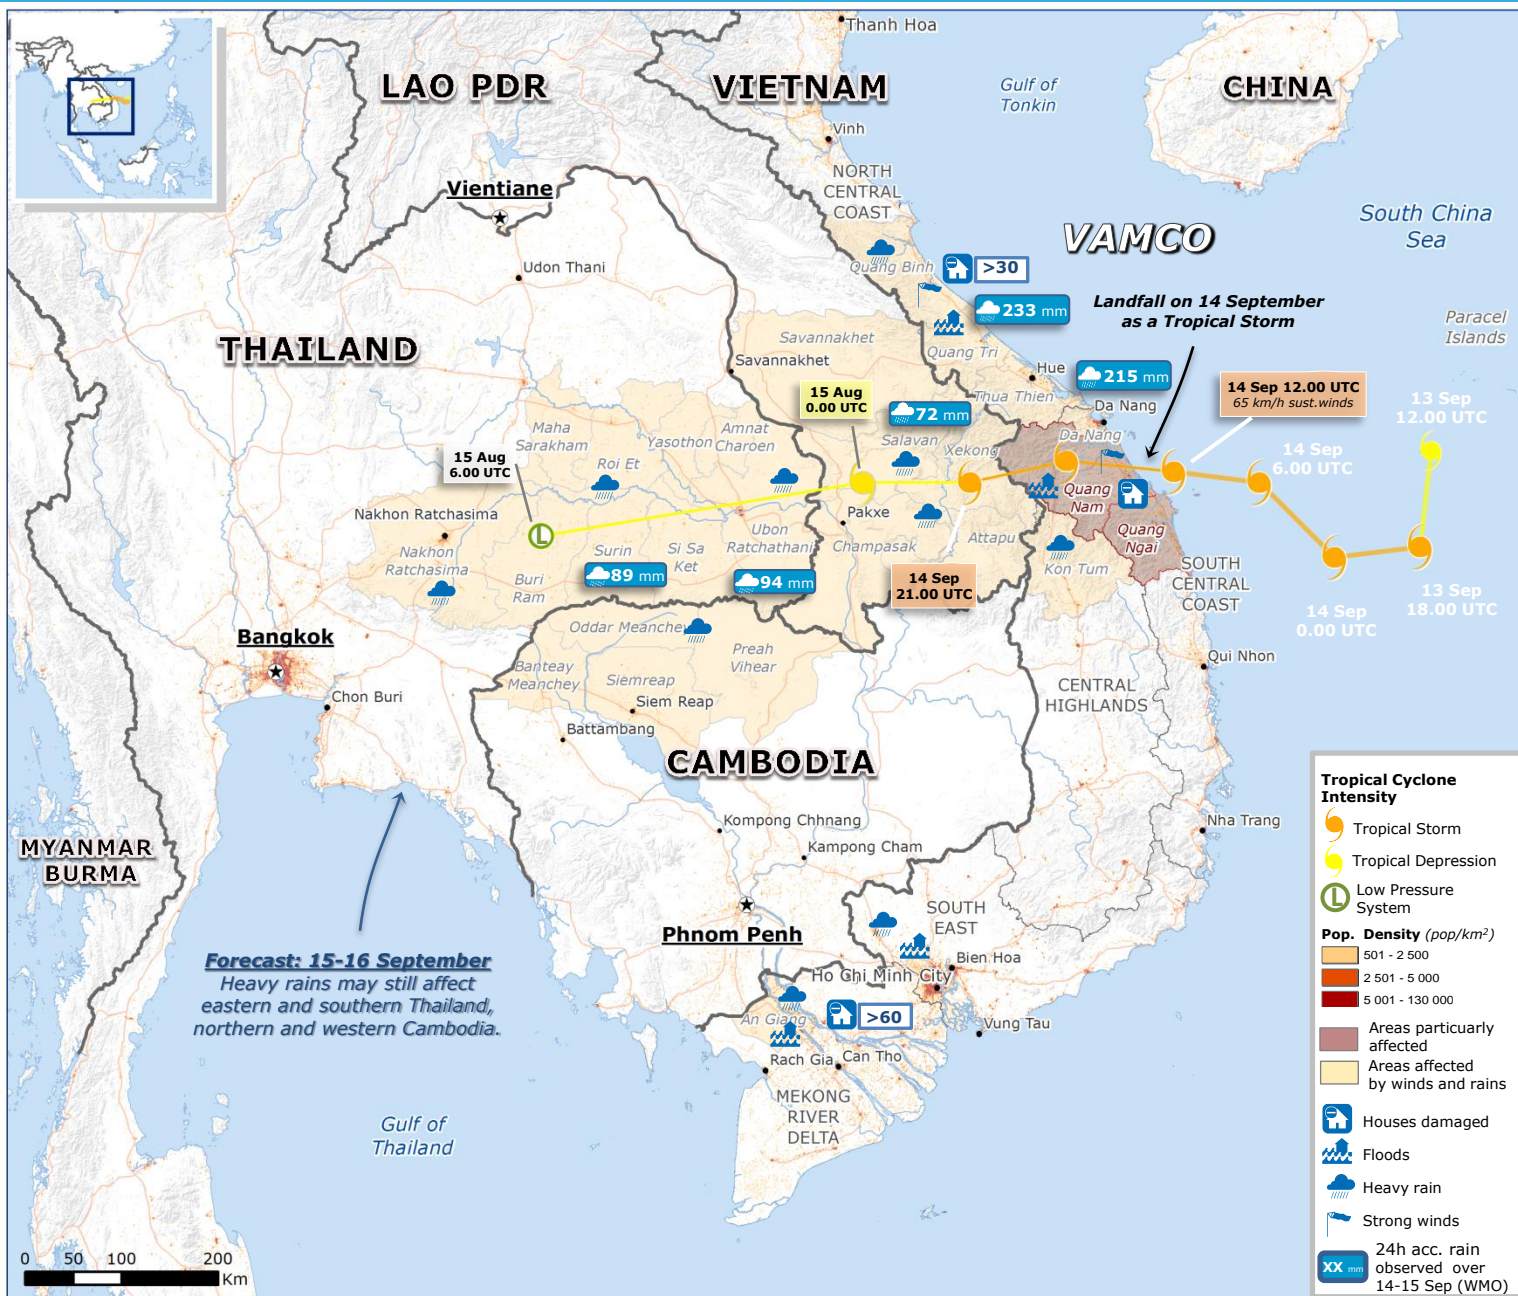 Thanh Hoa
LAO PDR
VIETNAM
Gulf of
Tonkin
CHINA
Vinh
NORTH
CENTRAL
COAST
Vientiane
South China
Sea
VAMCO
Udon Thani
Quang Binh
>30
233 mm
Landfall on 14 September
as a Tropical Storm
Paracel
Islands
THAILAND
Savannakhet
Savannakhet
Quang Tri
Hue
215 mm
14 Sep 12.00 UTC
65 km/h sust.winds
13 Sep
12.00 UTC
15 Aug
0.00 UTC
72 mm
Thua Thien
Da Nang
Da Nang
Maha
Sarakham
Yasothon
Amnat
Charoen
Salavan
Xekong
14 Sep
6.00 UTC
15 Aug
6.00 UTC
Roi Et
Quang
Nam
Nakhon Ratchasima
Pakxe
Quang
Ngai
Nakhon
Ratchasima
Surin
Si Sa
Ket
Ubon
Ratchathani
Champasak
Attapu
Kon Tum
Buri
Ram
89 mm
94 mm
14 Sep
21.00 UTC
SOUTH
CENTRAL
COAST
14 Sep
0.00 UTC
13 Sep
18.00 UTC
Bangkok
Oddar Meanchey
Preah
Vihear
Banteay
Meanchey
Siemreap
Siem Reap
Qui Nhon
Chon Buri
Battambang
CENTRAL
HIGHLANDS
CAMBODIA
MYANMAR
BURMA
Kompong Chhnang
Kampong Cham
Nha Trang
Phnom Penh
SOUTH
EAST
Bien Hoa
Ho Chi Minh City
Forecast: 15-16 September
Heavy rains may still affect
eastern and southern Thailand,
northern and western Cambodia.
An Giang
>60
Vung Tau
Rach Gia
Can Tho
MEKONG
RIVER
DELTA
Gulf of
Thailand
0 50 100 200
Km
Tropical Cyclone
Intensity
Tropical Storm
Tropical Depression
L
Low Pressure
System
Pop. Density (pop/km²)
501 - 2 500
2 501 - 5 000
5 001 - 130 000
Areas particuarly
affected
Areas affected
by winds and rains
Houses damaged
Floods
Heavy rain
Strong winds
XX mm
24h acc. rain
observed over
14-15 Sep (WMO)
L